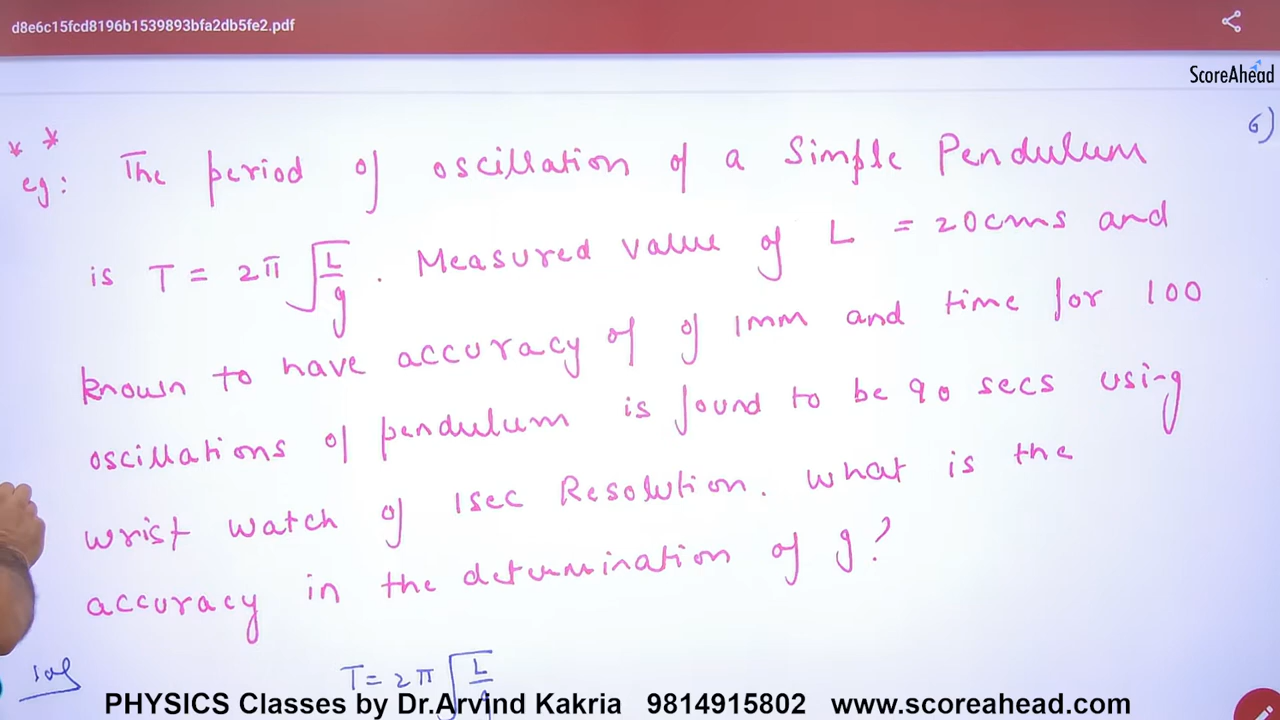 d8e6c15fcd8196b1539893bfa2db5fe2.pdf
ScoreAhead
6)
* *
eg: The period of oscillation of a Simple Pendulum
is T = 2π √L/g . Measured value of L = 20cms and
known to have accuracy of of 1mm and time for 100
oscillations of pendulum is found to be 90 secs using
wrist watch of 1sec Resolution. What is the
accuracy in the determination of g?
Sol
T = 2π √L/g
PHYSICS Classes by Dr.Arvind Kakria 9814915802 www.scoreahead.com